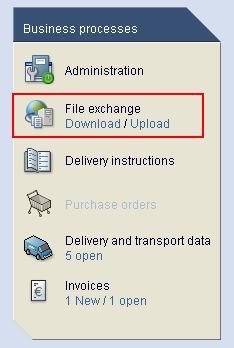 Business processes
Administration
File exchange
Download / Upload
Delivery instructions
Purchase orders
Delivery and transport data
5 open
Invoices
1 New / 1 open